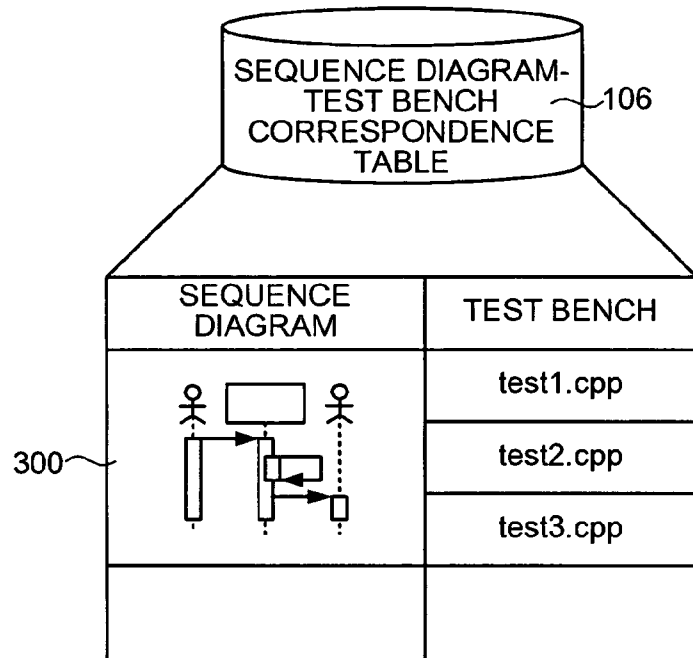 SEQUENCE DIAGRAM-
TEST BENCH
CORRESPONDENCE
TABLE
106
SEQUENCE
DIAGRAM
TEST BENCH
300
test1.cpp
test2.cpp
test3.cpp